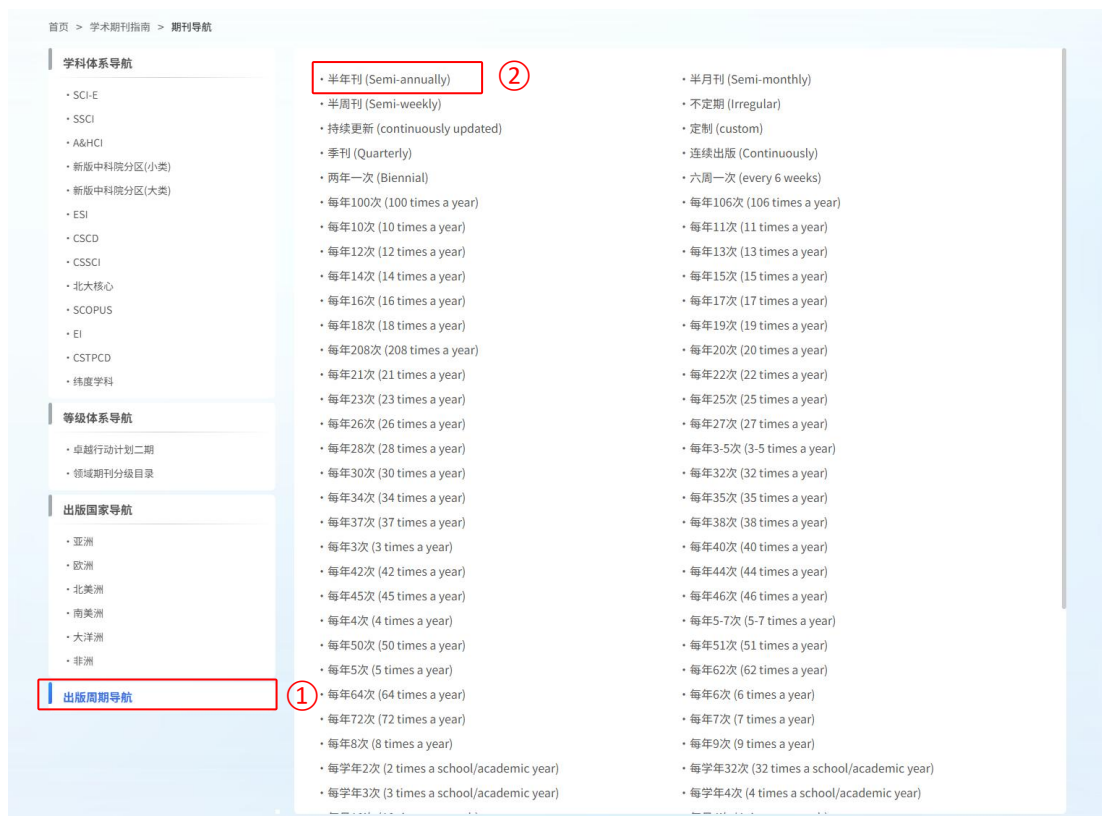 首页 > 学术期刊指南 > 期刊导航
学科体系导航
· SCI-E
· SSCI
· A&HCI
· 新版中科院分区(小类)
· 新版中科院分区(大类)
· ESI
· CSCD
· CSSCI
· 北大核心
· SCOPUS
· EI
· CSTPCD
· 纬度学科
等级体系导航
· 卓越行动计划二期
· 领域期刊分级目录
出版国家导航
· 亚洲
· 欧洲
· 北美洲
· 南美洲
· 大洋洲
· 非洲
出版周期导航 ①
· 半年刊 (Semi-annually) ② · 半月刊 (Semi-monthly)
· 半周刊 (Semi-weekly) · 不定期 (Irregular)
· 持续更新 (continuously updated) · 定制 (custom)
· 季刊 (Quarterly) · 连续出版 (Continuously)
· 两年一次 (Biennial) · 六周一次 (every 6 weeks)
· 每年100次 (100 times a year) · 每年106次 (106 times a year)
· 每年10次 (10 times a year) · 每年11次 (11 times a year)
· 每年12次 (12 times a year) · 每年13次 (13 times a year)
· 每年14次 (14 times a year) · 每年15次 (15 times a year)
· 每年16次 (16 times a year) · 每年17次 (17 times a year)
· 每年18次 (18 times a year) · 每年19次 (19 times a year)
· 每年208次 (208 times a year) · 每年20次 (20 times a year)
· 每年21次 (21 times a year) · 每年22次 (22 times a year)
· 每年23次 (23 times a year) · 每年25次 (25 times a year)
· 每年26次 (26 times a year) · 每年27次 (27 times a year)
· 每年28次 (28 times a year) · 每年3-5次 (3-5 times a year)
· 每年30次 (30 times a year) · 每年32次 (32 times a year)
· 每年34次 (34 times a year) · 每年35次 (35 times a year)
· 每年37次 (37 times a year) · 每年38次 (38 times a year)
· 每年3次 (3 times a year) · 每年40次 (40 times a year)
· 每年42次 (42 times a year) · 每年44次 (44 times a year)
· 每年45次 (45 times a year) · 每年46次 (46 times a year)
· 每年4次 (4 times a year) · 每年5-7次 (5-7 times a year)
· 每年50次 (50 times a year) · 每年51次 (51 times a year)
· 每年5次 (5 times a year) · 每年62次 (62 times a year)
· 每年64次 (64 times a year) · 每年6次 (6 times a year)
· 每年72次 (72 times a year) · 每年7次 (7 times a year)
· 每年8次 (8 times a year) · 每年9次 (9 times a year)
· 每学年2次 (2 times a school/academic year) · 每学年32次 (32 times a school/academic year)
· 每学年3次 (3 times a school/academic year) · 每学年4次 (4 times a school/academic year)